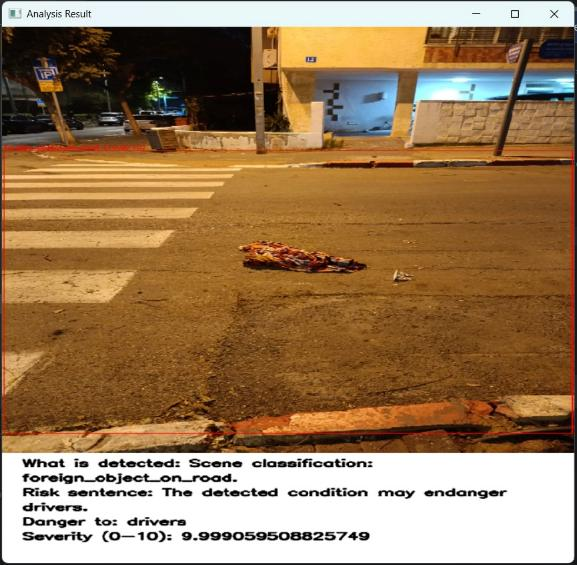 Analysis Result
12
What is detected: Scene classification:
foreign_object_on_road.
Risk sentence: The detected condition may endanger
drivers.
Danger to: drivers
Severity (0-10): 9.999059508825749